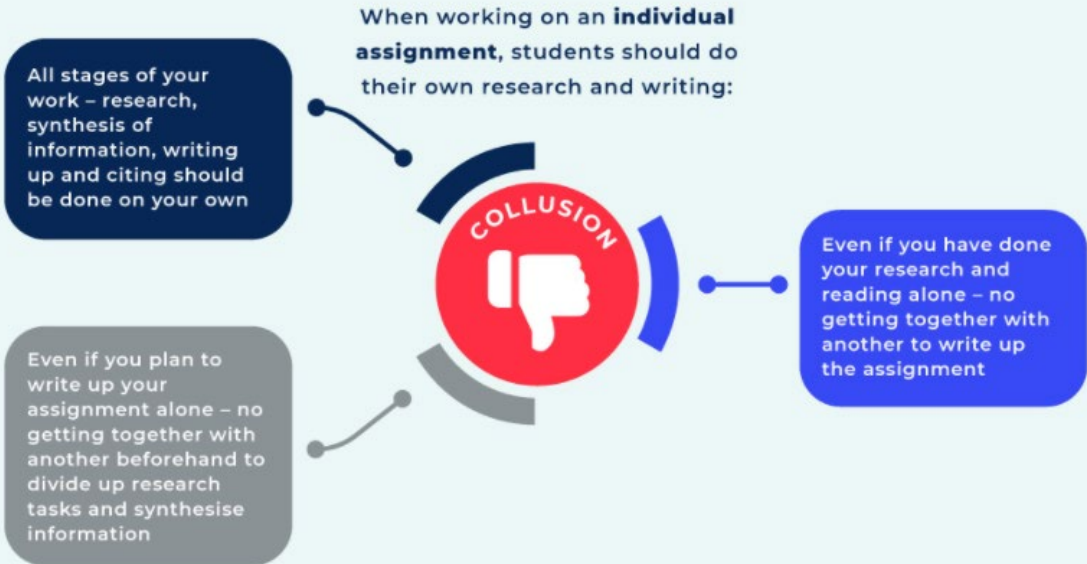 When working on an individual
assignment, students should do
their own research and writing:
All stages of your
work – research,
synthesis of
information, writing
up and citing should
be done on your own
COLLUSION
Even if you have done
your research and
reading alone – no
getting together with
another to write up
the assignment
Even if you plan to
write up your
assignment alone – no
getting together with
another beforehand to
divide up research
tasks and synthesise
information